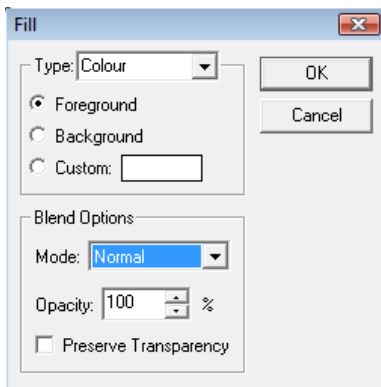 Fill
Type: Colour
OK
Foreground
Cancel
Background
Custom:
Blend Options
Mode: Normal
Opacity: 100 %
Preserve Transparency